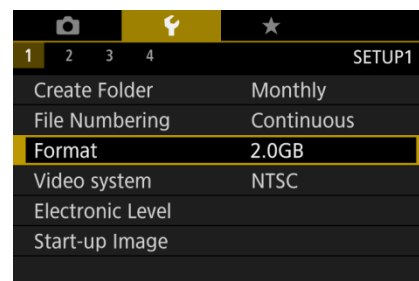 1 2 3 4 SETUP1
Create Folder Monthly
File Numbering Continuous
Format 2.0GB
Video system NTSC
Electronic Level
Start-up Image